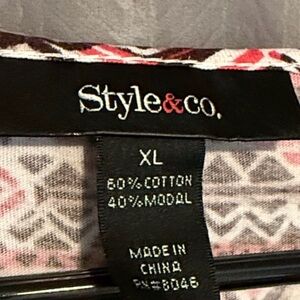 Style&co.
XL
60%COTTON
40%MODAL
MADE IN
CHINA
RN#8046